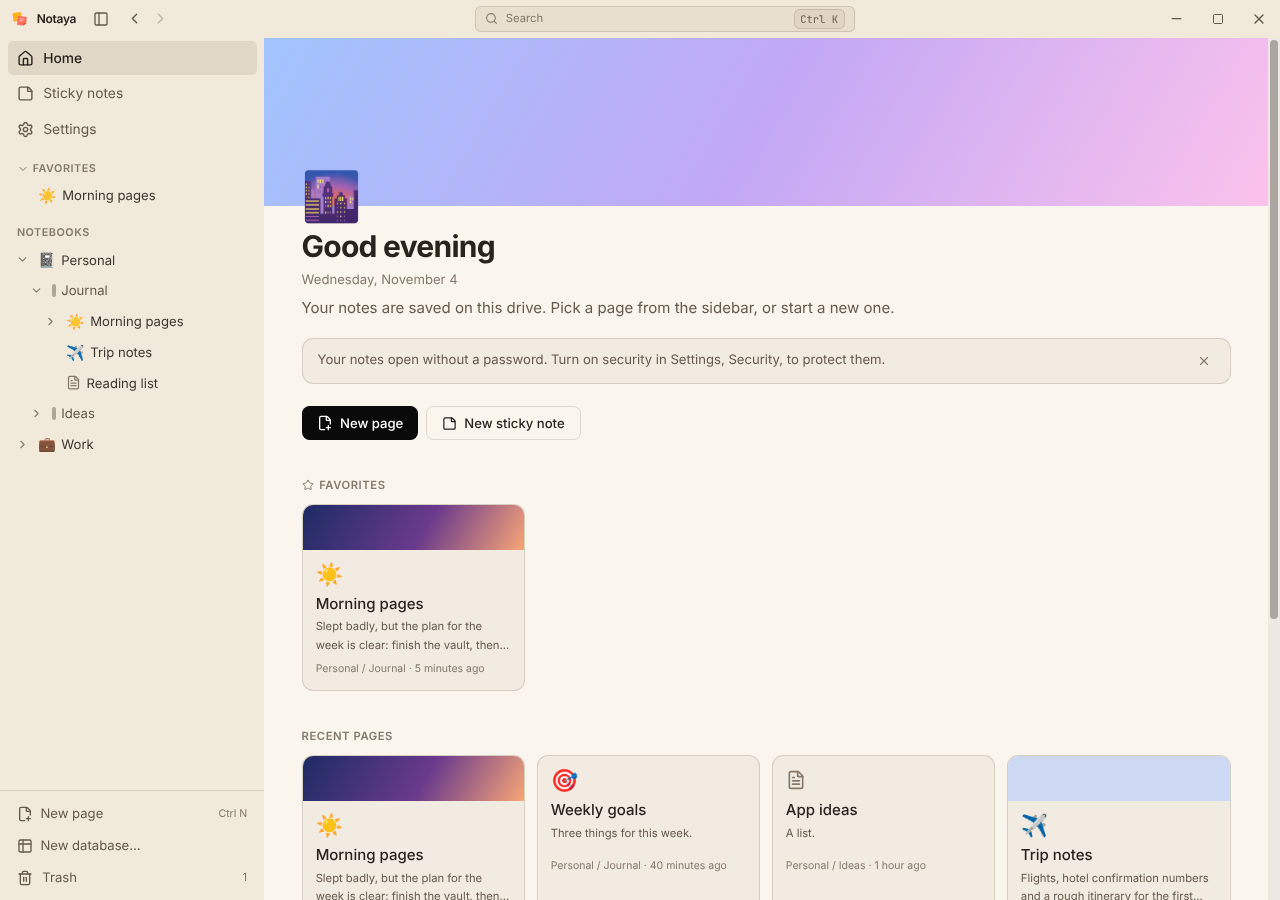 Notaya
Search
Ctrl K
Home
Sticky notes
Settings
FAVORITES
Morning pages
NOTEBOOKS
Personal
Journal
Morning pages
Trip notes
Reading list
Ideas
Work
New page
Ctrl N
New database...
Trash
1
Good evening
Wednesday, November 4
Your notes are saved on this drive. Pick a page from the sidebar, or start a new one.
Your notes open without a password. Turn on security in Settings, Security, to protect them.
New page
New sticky note
FAVORITES
Morning pages
Slept badly, but the plan for the
week is clear: finish the vault, then...
Personal / Journal · 5 minutes ago
RECENT PAGES
Morning pages
Slept badly, but the plan for the
week is clear: finish the vault, then...
Weekly goals
Three things for this week.
Personal / Journal · 40 minutes ago
App ideas
A list.
Personal / Ideas · 1 hour ago
Trip notes
Flights, hotel confirmation numbers
and a rough itinerary for the first...